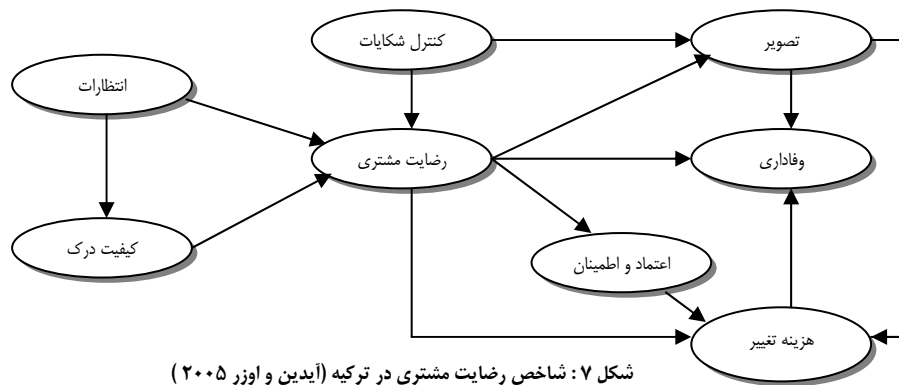 کنترل شکایات
تصویر
انتظارات
رضایت مشتری
وفاداری
کیفیت درک
اعتماد و اطمینان
هزینه تغییر
شکل ۷ : شاخص رضایت مشتری در ترکیه (آیدین و اوزر ۲۰۰۵ )